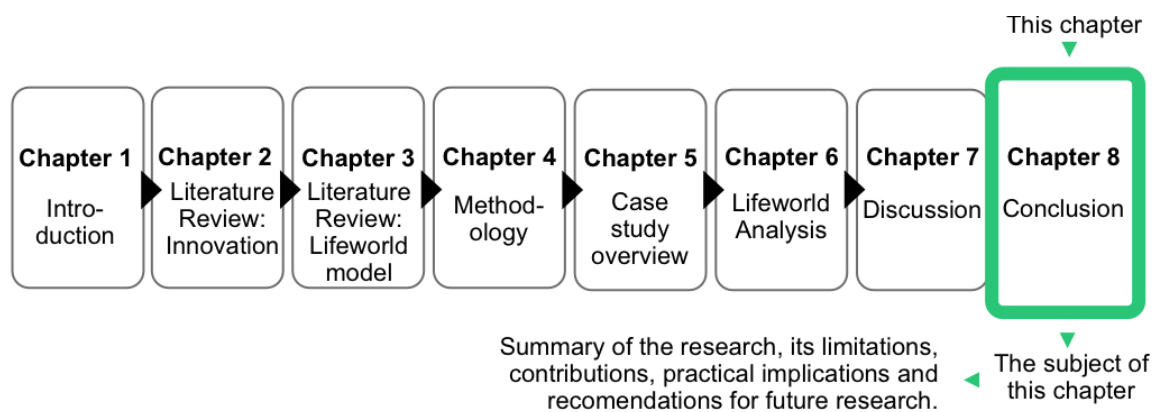 This chapter
Chapter 1
Intro-
duction
Chapter 2
Literature
Review:
Innovation
Chapter 3
Literature
Review:
Lifeworld
model
Chapter 4
Method-
ology
Chapter 5
Case
study
overview
Chapter 6
Lifeworld
Analysis
Chapter 7
Discussion
Chapter 8
Conclusion
The subject of
this chapter
Summary of the research, its limitations,
contributions, practical implications and
recomendations for future research.